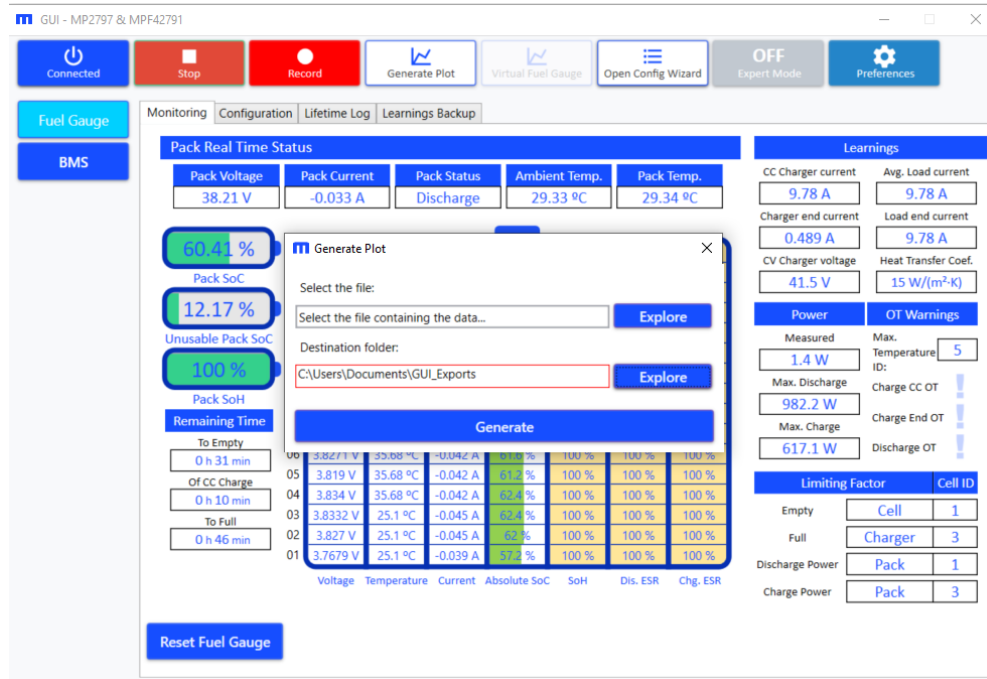 GUI - MP2797 & MPF42791
Connected
Stop
Record
Generate Plot
Virtual Fuel Gauge
Open Config Wizard
OFF
Expert Mode
Preferences
Fuel Gauge
BMS
Monitoring Configuration Lifetime Log Learnings Backup
Pack Real Time Status
Pack Voltage Pack Current Pack Status Ambient Temp. Pack Temp.
38.21 V -0.033 A Discharge 29.33 ºC 29.34 ºC
60.41 %
Pack SoC
12.17 %
Unusable Pack SoC
100 %
Pack SoH
Remaining Time
To Empty
0 h 31 min
Of CC Charge
0 h 10 min
To Full
0 h 46 min
Generate Plot
Select the file:
Select the file containing the data...
Explore
Destination folder:
C:\Users\Documents\GUI_Exports
Explore
Generate
06 3.8271 V 35.68 ºC -0.042 A 61.6 % 100 % 100 % 100 %
05 3.819 V 35.68 ºC -0.042 A 61.2 % 100 % 100 % 100 %
04 3.834 V 35.68 ºC -0.042 A 62.4 % 100 % 100 % 100 %
03 3.8332 V 25.1 ºC -0.045 A 62.4 % 100 % 100 % 100 %
02 3.827 V 25.1 ºC -0.045 A 62 % 100 % 100 % 100 %
01 3.7679 V 25.1 ºC -0.039 A 57.2 % 100 % 100 % 100 %
Voltage Temperature Current Absolute SoC SoH Dis. ESR Chg. ESR
Reset Fuel Gauge
Learnings
CC Charger current Avg. Load current
9.78 A 9.78 A
Charger end current Load end current
0.489 A 9.78 A
CV Charger voltage Heat Transfer Coef.
41.5 V 15 W/(m²·K)
Power
Measured
1.4 W
Max. Discharge
982.2 W
Max. Charge
617.1 W
OT Warnings
Max.
Temperature 5
ID:
Charge CC OT !
Charge End OT !
Discharge OT !
Limiting Factor Cell ID
Empty Cell 1
Full Charger 3
Discharge Power Pack 1
Charge Power Pack 3